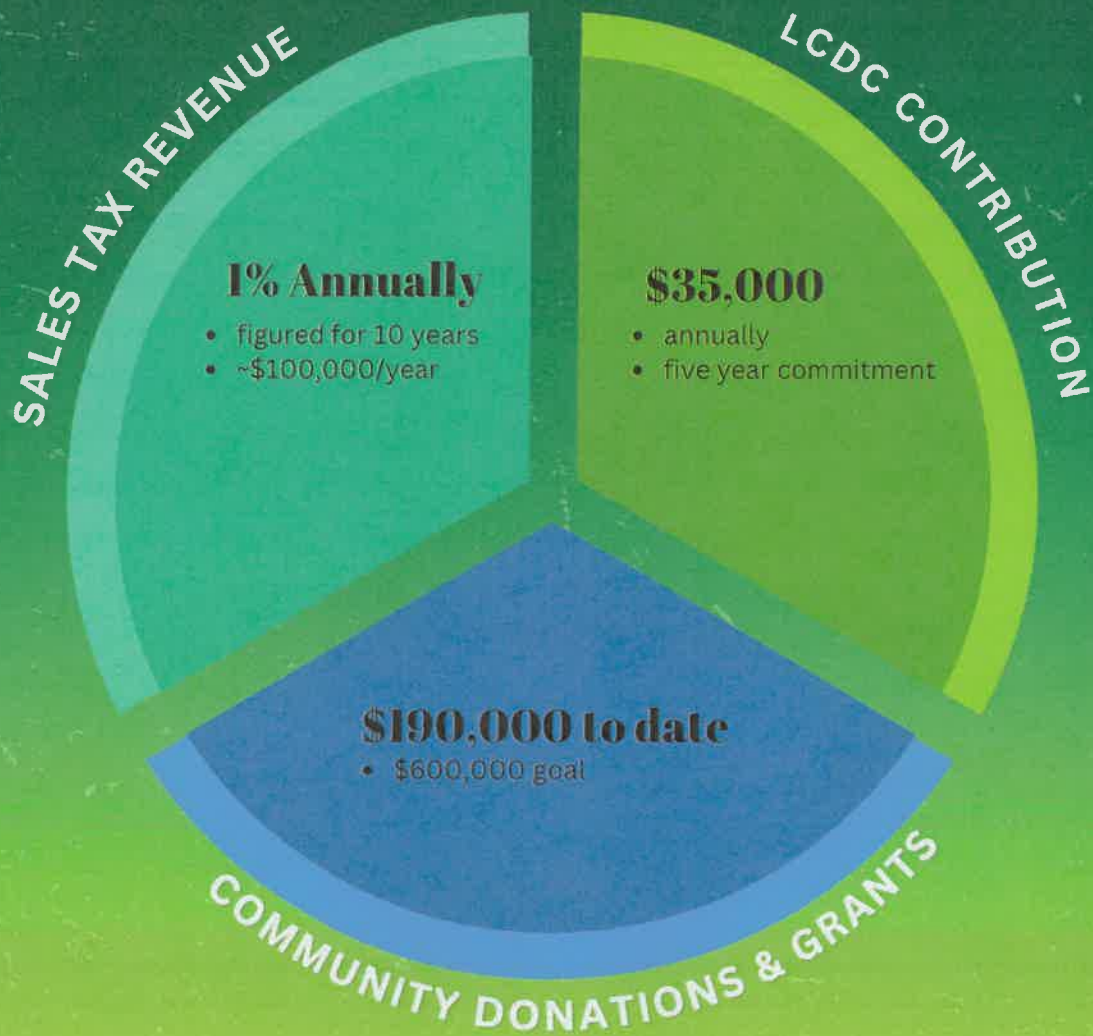 SALES TAX REVENUE
1% Annually
• figured for 10 years
• ~$100,000/year
LCDC CONTRIBUTION
$35,000
• annually
• five year commitment
$190,000 to date
• $600,000 goal
COMMUNITY DONATIONS & GRANTS